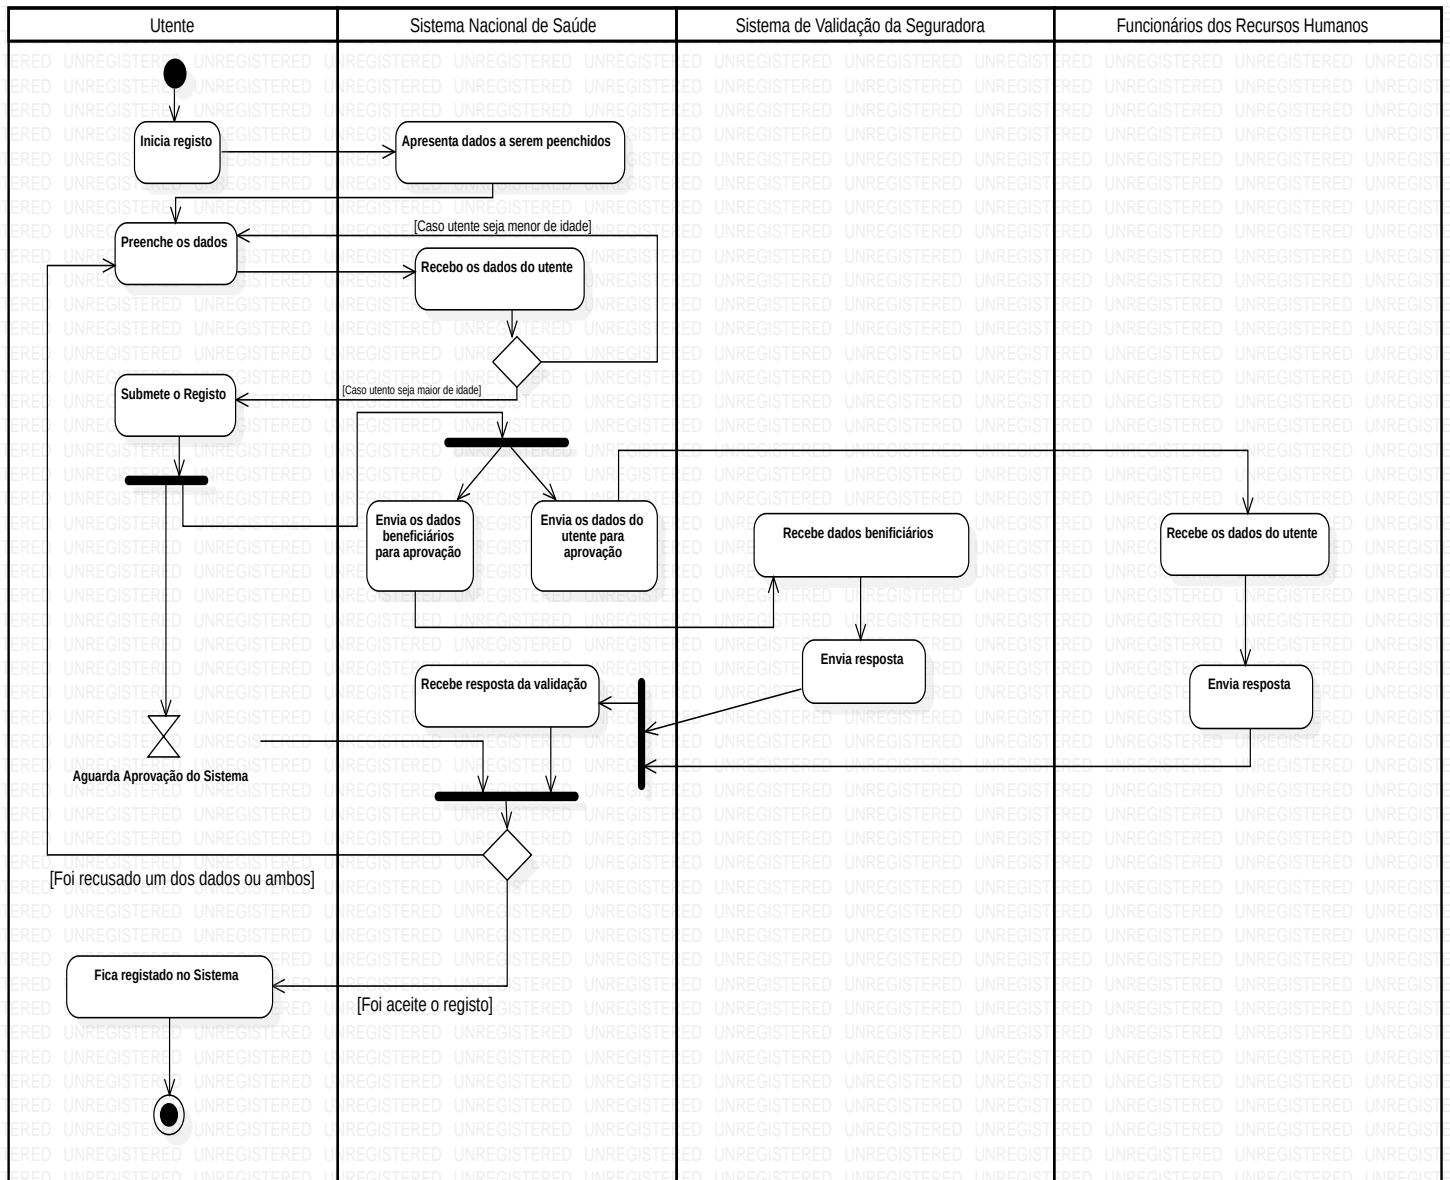 Utente
Sistema Nacional de Saúde
Sistema de Validação da Seguradora
Funcionários dos Recursos Humanos
Inicia registo
Apresenta dados a serem peenchidos
[Caso utente seja menor de idade]
Preenche os dados
Recebo os dados do utente
[Caso utento seja maior de idade]
Submete o Registo
Envia os dados
beneficiários
para aprovação
Envia os dados do
utente para
aprovação
Recebe dados benificiários
Recebe os dados do utente
Envia resposta
Recebe resposta da validação
Envia resposta
Aguarda Aprovação do Sistema
[Foi recusado um dos dados ou ambos]
Fica registado no Sistema
[Foi aceite o registo]
UNREGISTERED